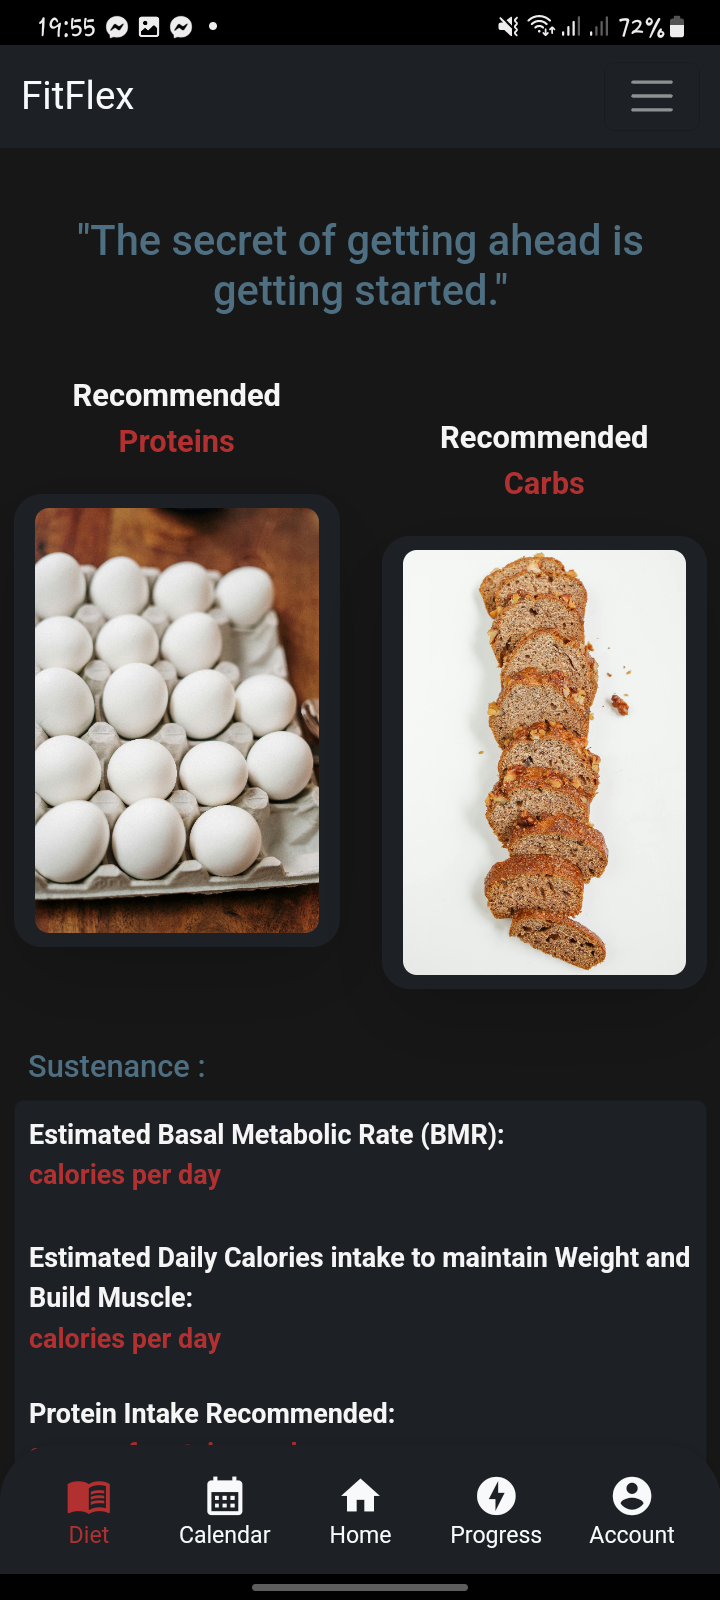 19:55
72%
FitFlex
"The secret of getting ahead is
getting started."
Recommended
Proteins
Recommended
Carbs
Sustenance :
Estimated Basal Metabolic Rate (BMR):
calories per day
Estimated Daily Calories intake to maintain Weight and
Build Muscle:
calories per day
Protein Intake Recommended:
Diet
Calendar
Home
Progress
Account